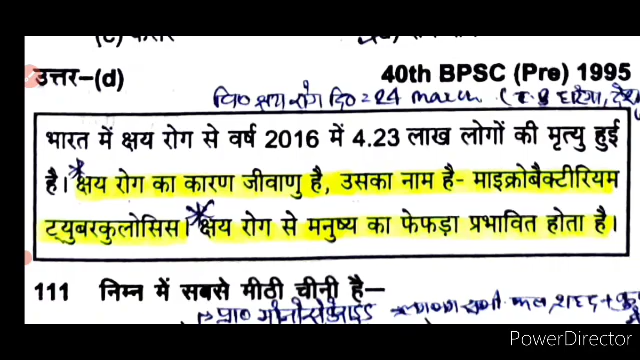 उत्तर–(d) 40th BPSC (Pre) 1995
वि० क्षय रोग दि० = 24 march (T.B हारेगा, देश
भारत में क्षय रोग से वर्ष 2016 में 4.23 लाख लोगों की मृत्यु हुई
है। क्षय रोग का कारण जीवाणु है, उसका नाम है- माइक्रोबैक्टीरियम
ट्युबरकुलोसिस। क्षय रोग से मनुष्य का फेफड़ा प्रभावित होता है।
111 निम्न में सबसे मीठी चीनी है–
PowerDirector